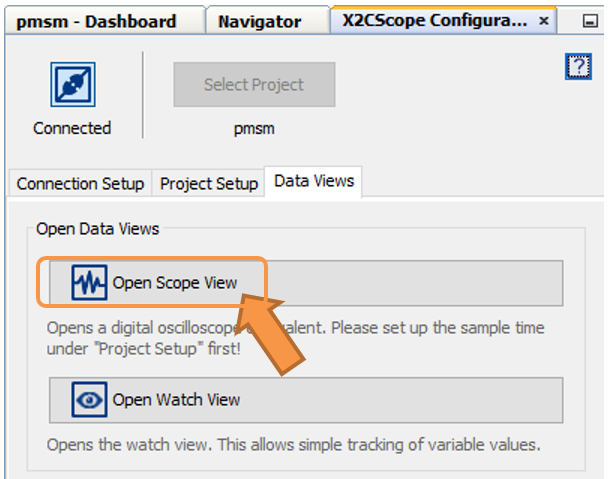 pmsm - Dashboard
Navigator
X2CScope Configura... ×
?
Select Project
Connected
pmsm
Connection Setup
Project Setup
Data Views
Open Data Views
Open Scope View
Opens a digital oscilloscope Please set up the sample time
under "Project Setup" first!
Open Watch View
Opens the watch view. This allows simple tracking of variable values.